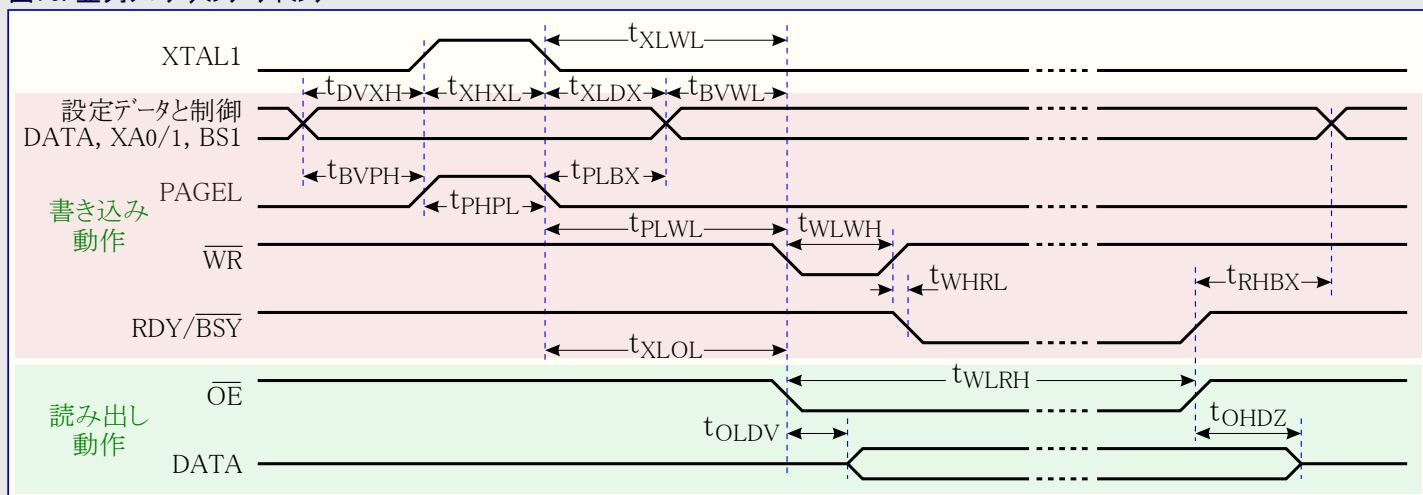 XTAL1
tXLWL
設定データと制御
DATA, XA0/1, BS1
tDVXH
tXHXL
tXLDX
tBVWL
書き込み
動作
PAGEL
tBVPH
tPHPL
tPLBX
WR
tPLWL
tWLWH
RDY/BSY
tWHRL
tRHBX
tXLOL
読み出し
動作
OE
tWLRH
DATA
tOLDV
tOHDZ